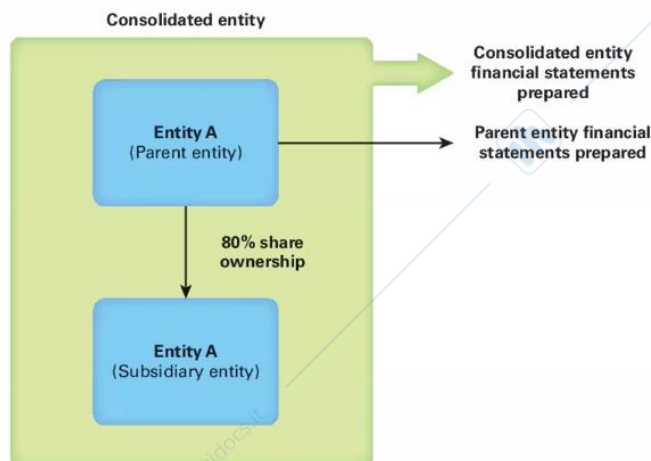 Consolidated entity
Consolidated entity
financial statements
prepared
Entity A
(Parent entity)
Parent entity financial
statements prepared
80% share
ownership
Entity A
(Subsidiary entity)